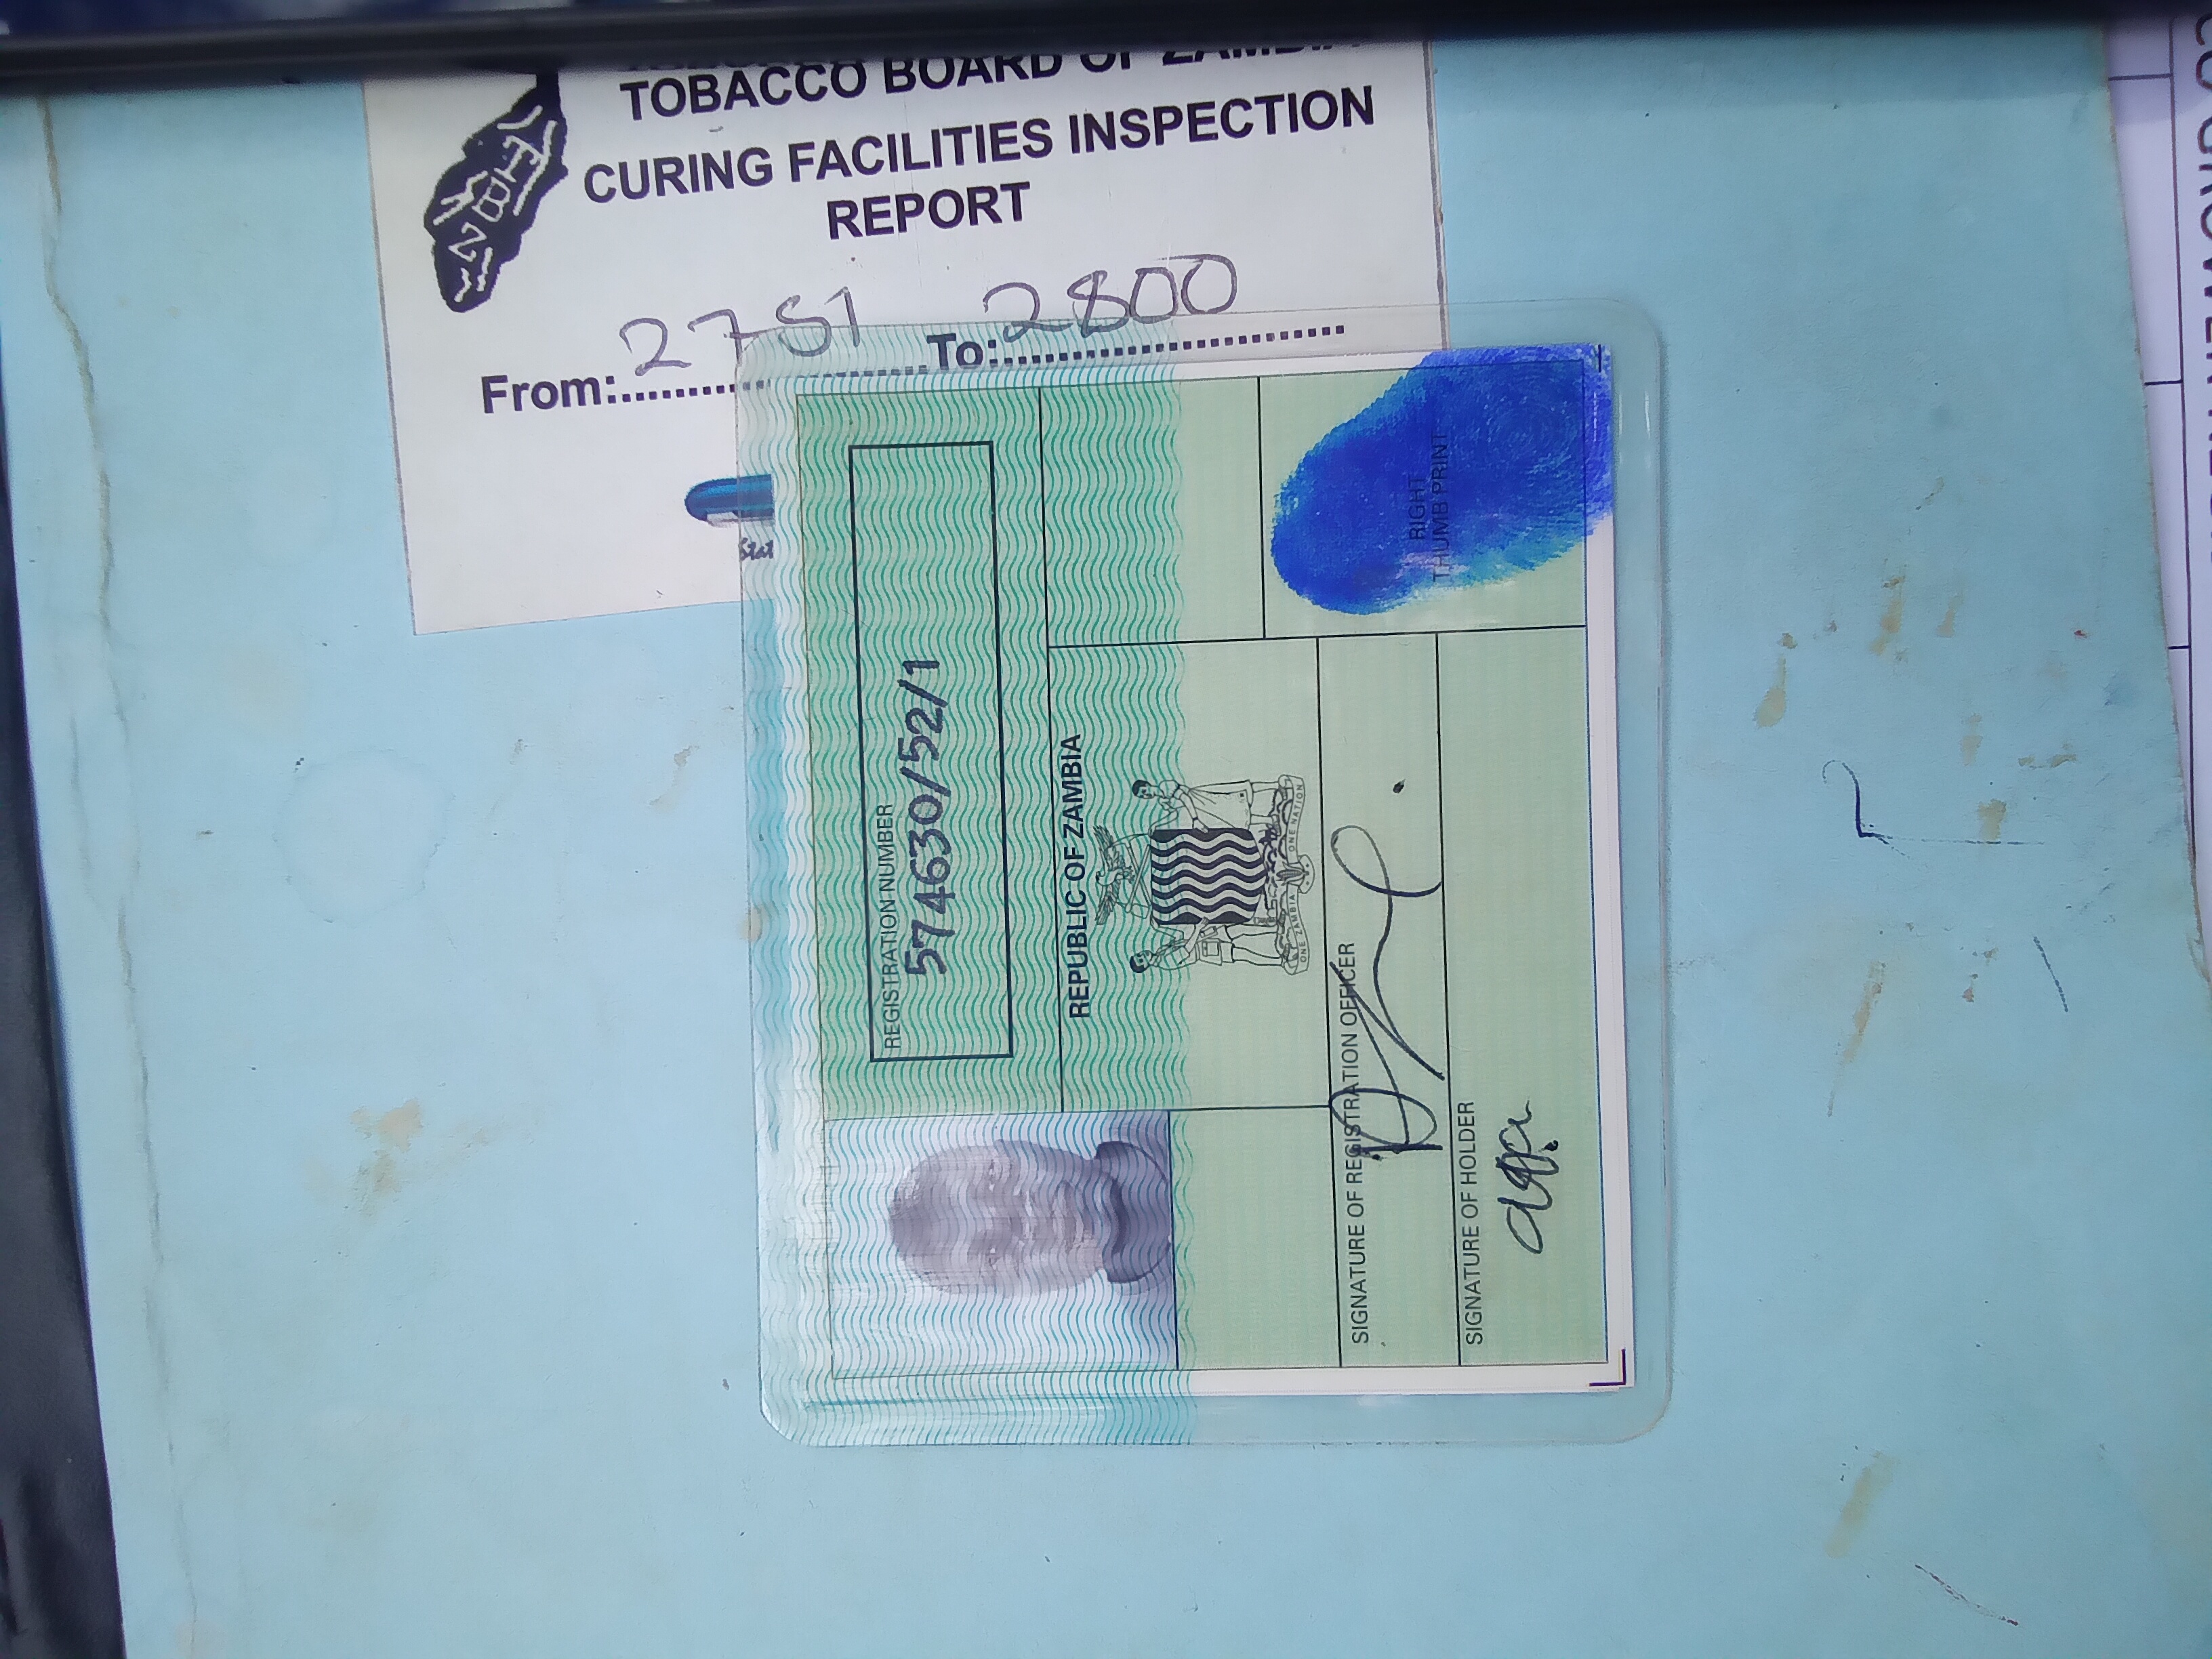 TOBACCO BOARD OF ZAMBIA
CURING FACILITIES INSPECTION
REPORT
From: 2751 To: 2800
Stat
REGISTRATION NUMBER
574630/52/1
REPUBLIC OF ZAMBIA
ONE ZAMBIA ONE NATION
RIGHT
THUMB PRINT
SIGNATURE OF REGISTRATION OFFICER
SIGNATURE OF HOLDER